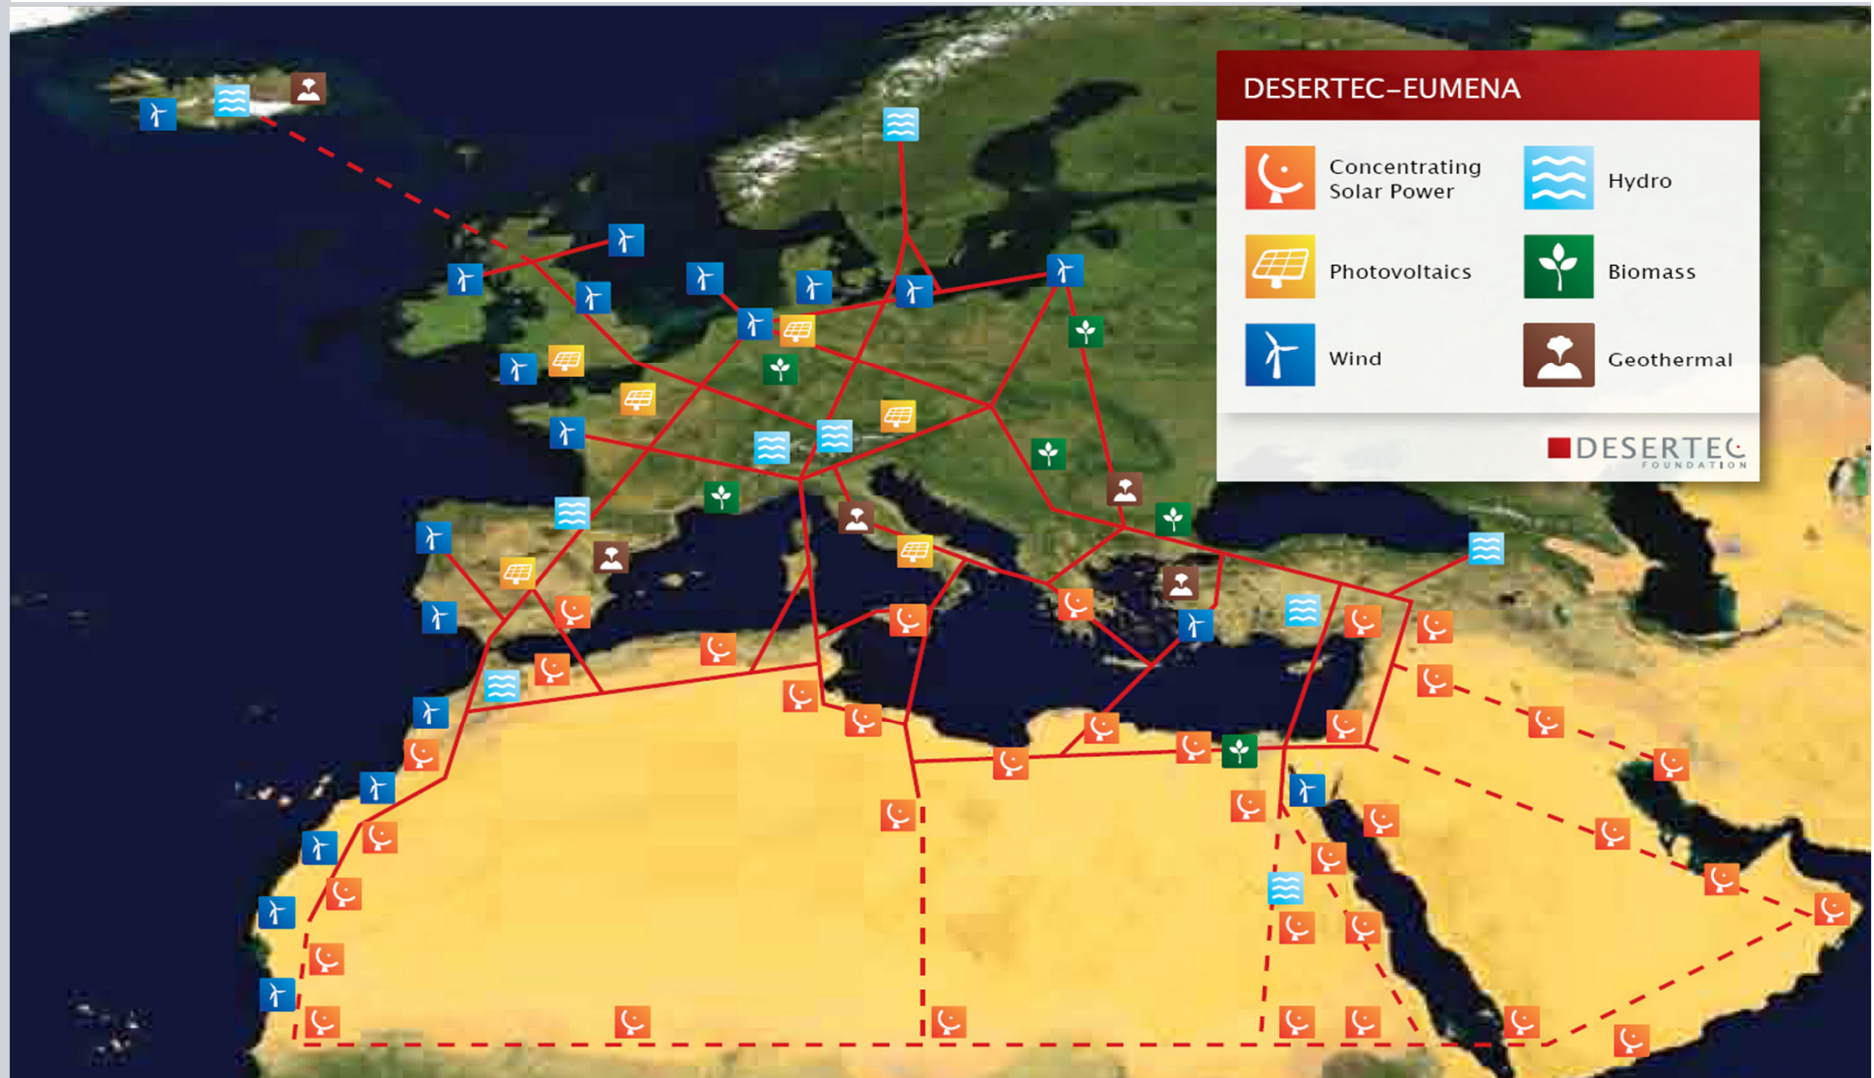 DESERTEC–EUMENA
Concentrating
Solar Power
Hydro
Photovoltaics
Biomass
Wind
Geothermal
DESERTEC
FOUNDATION